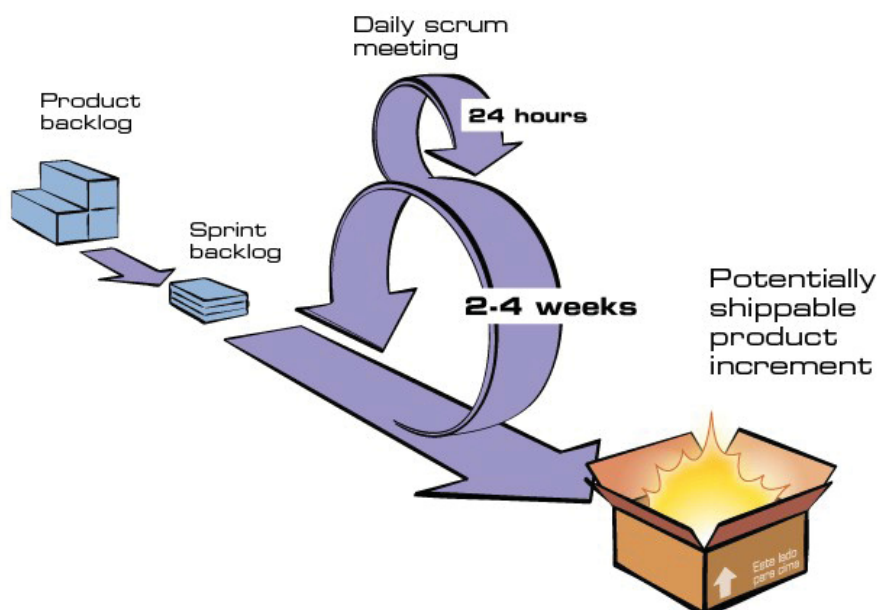 Daily scrum
meeting
24 hours
Product
backlog
Sprint
backlog
2-4 weeks
Potentially
shippable
product
increment
Este lado
para cima